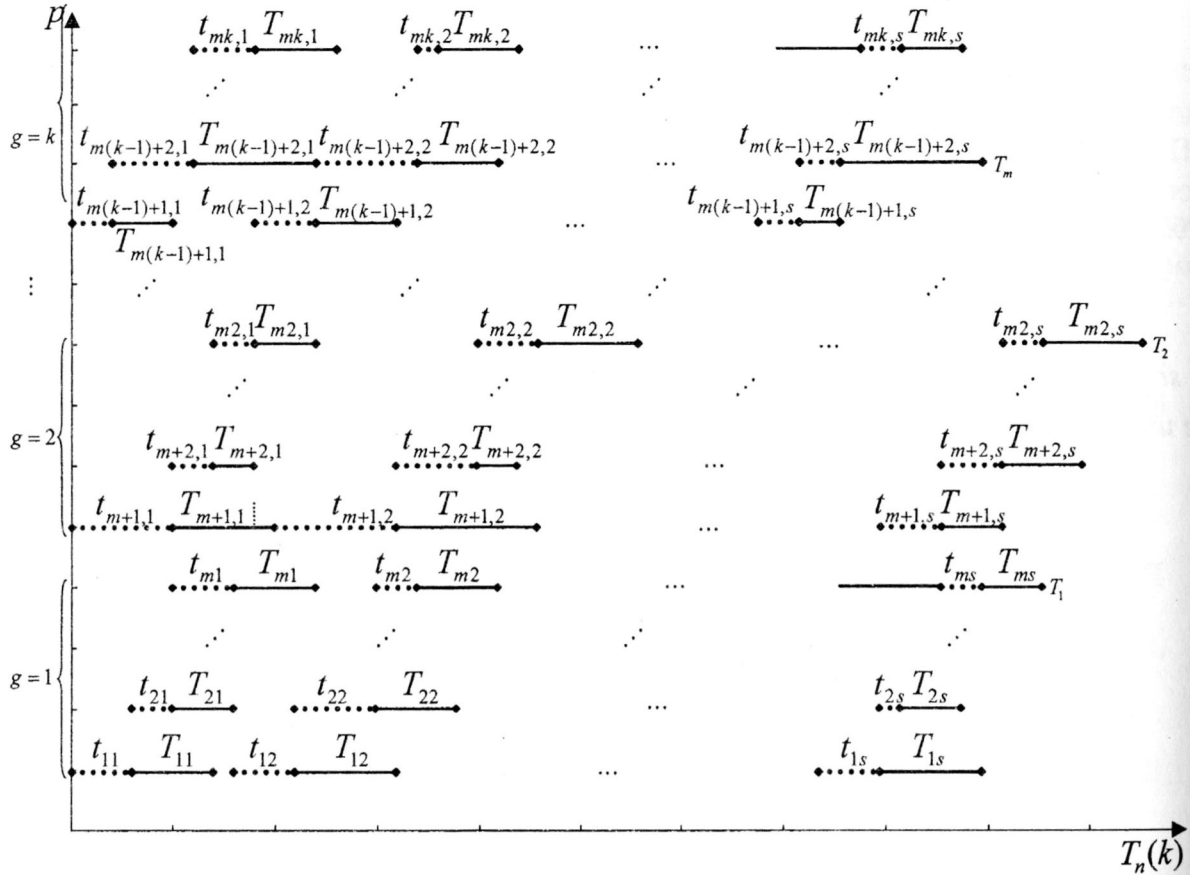 p
t_{mk,1} T_{mk,1} t_{mk,2} T_{mk,2} ... t_{mk,s} T_{mk,s}
g = k
t_{m(k-1)+2,1} T_{m(k-1)+2,1} t_{m(k-1)+2,2} T_{m(k-1)+2,2} ... t_{m(k-1)+2,s} T_{m(k-1)+2,s} T_m
t_{m(k-1)+1,1} t_{m(k-1)+1,2} T_{m(k-1)+1,2} ... t_{m(k-1)+1,s} T_{m(k-1)+1,s}
T_{m(k-1)+1,1}
t_{m2,1} T_{m2,1} t_{m2,2} T_{m2,2} ... t_{m2,s} T_{m2,s} T_2
g = 2
t_{m+2,1} T_{m+2,1} t_{m+2,2} T_{m+2,2} ... t_{m+2,s} T_{m+2,s}
t_{m+1,1} T_{m+1,1} t_{m+1,2} T_{m+1,2} ... t_{m+1,s} T_{m+1,s}
t_{m1} T_{m1} t_{m2} T_{m2} ... t_{ms} T_{ms} T_1
g = 1
t_{21} T_{21} t_{22} T_{22} ... t_{2s} T_{2s}
t_{11} T_{11} t_{12} T_{12} ... t_{1s} T_{1s}
T_n(k)